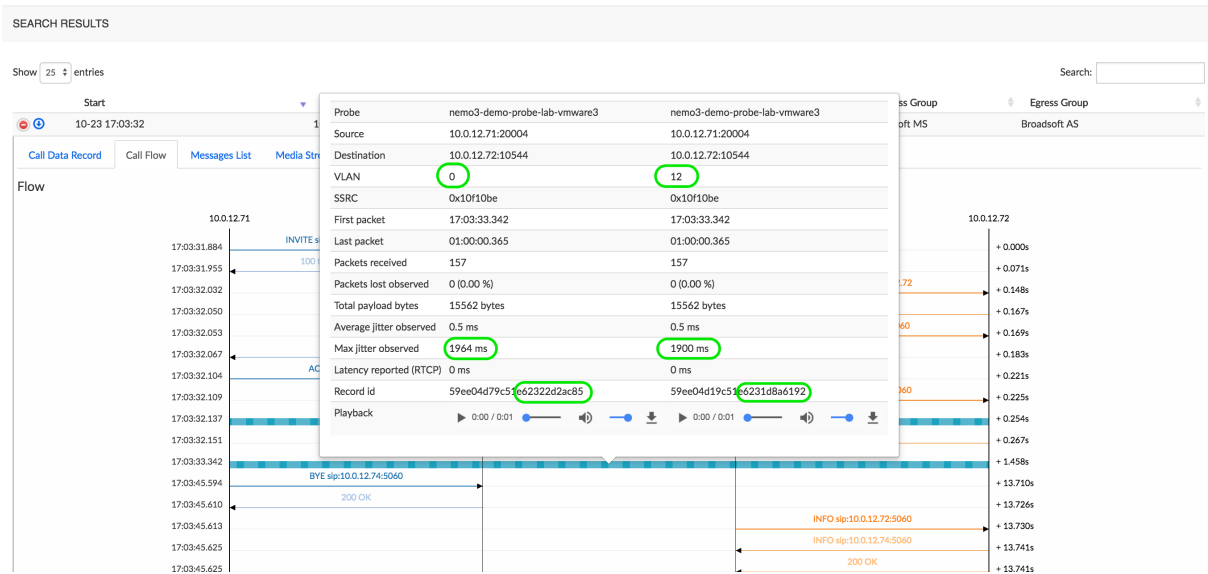 SEARCH RESULTS
Show 25 entries
Search:
Start
ss Group
Egress Group
10-23 17:03:32
1
oft MS
Broadsoft AS
Call Data Record
Call Flow
Messages List
Media Stre
Flow
10.0.12.71
10.0.12.72
Probe nemo3-demo-probe-lab-vmware3 nemo3-demo-probe-lab-vmware3
Source 10.0.12.71:20004 10.0.12.71:20004
Destination 10.0.12.72:10544 10.0.12.72:10544
VLAN 0 12
SSRC 0x10f10be 0x10f10be
First packet 17:03:33.342 17:03:33.342
Last packet 01:00:00.365 01:00:00.365
Packets received 157 157
Packets lost observed 0 (0.00 %) 0 (0.00 %)
Total payload bytes 15562 bytes 15562 bytes
Average jitter observed 0.5 ms 0.5 ms
Max jitter observed 1964 ms 1900 ms
Latency reported (RTCP) 0 ms 0 ms
Record id 59ee04d79c51e62322d2ac85 59ee04d19c51e6231d8a6192
Playback 0:00 / 0:01 0:00 / 0:01
17:03:31.884 INVITE s + 0.000s
17:03:31.955 100 + 0.071s
17:03:32.032 .72 + 0.148s
17:03:32.050 + 0.167s
17:03:32.053 60 + 0.169s
17:03:32.067 + 0.183s
17:03:32.104 AC + 0.221s
17:03:32.109 060 + 0.225s
17:03:32.137 + 0.254s
17:03:32.151 + 0.267s
17:03:33.342 + 1.458s
17:03:45.594 BYE sip:10.0.12.74:5060 + 13.710s
17:03:45.610 200 OK + 13.726s
17:03:45.613 INFO sip:10.0.12.72:5060 + 13.730s
17:03:45.625 INFO sip:10.0.12.74:5060 + 13.741s
17:03:45.625 200 OK + 13.741s